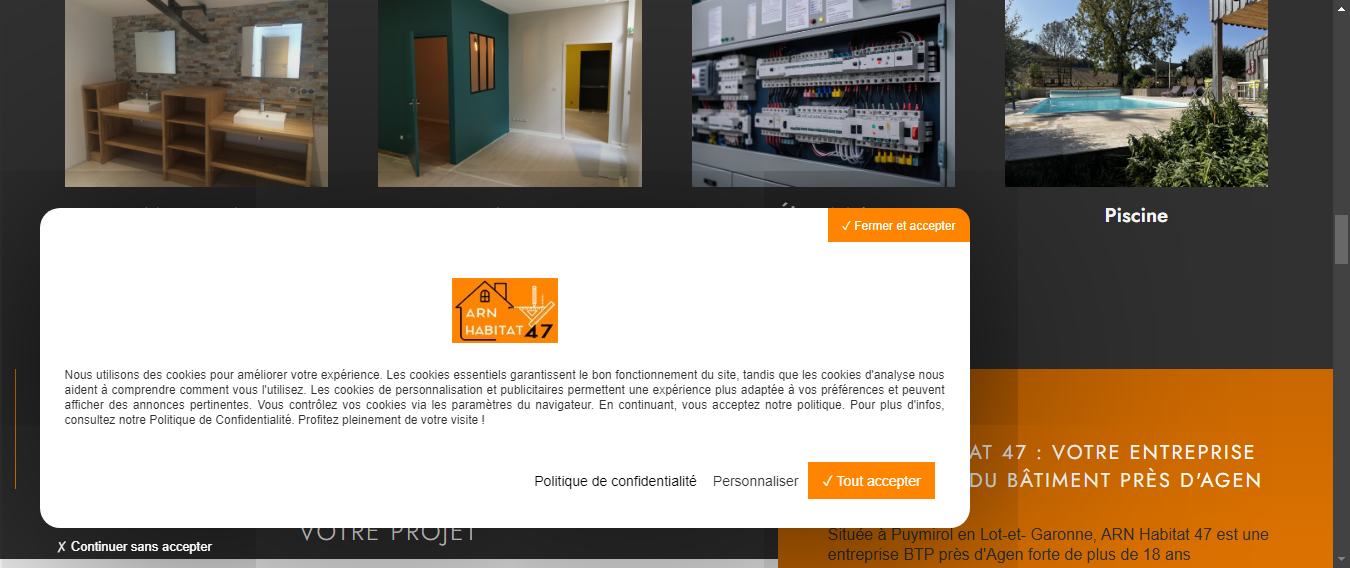 Piscine
✓ Fermer et accepter
ARN
HABITAT 47
Nous utilisons des cookies pour améliorer votre expérience. Les cookies essentiels garantissent le bon fonctionnement du site, tandis que les cookies d'analyse nous
aident à comprendre comment vous l'utilisez. Les cookies de personnalisation et publicitaires permettent une expérience plus adaptée à vos préférences et peuvent
afficher des annonces pertinentes. Vous contrôlez vos cookies via les paramètres du navigateur. En continuant, vous acceptez notre politique. Pour plus d'infos,
consultez notre Politique de Confidentialité. Profitez pleinement de votre visite !
Politique de confidentialité Personnaliser ✓ Tout accepter
✗ Continuer sans accepter
VOTRE PROJET
AT 47 : VOTRE ENTREPRISE
DU BÂTIMENT PRÈS D'AGEN
Située à Puymirol en Lot-et- Garonne, ARN Habitat 47 est une
entreprise BTP près d'Agen forte de plus de 18 ans